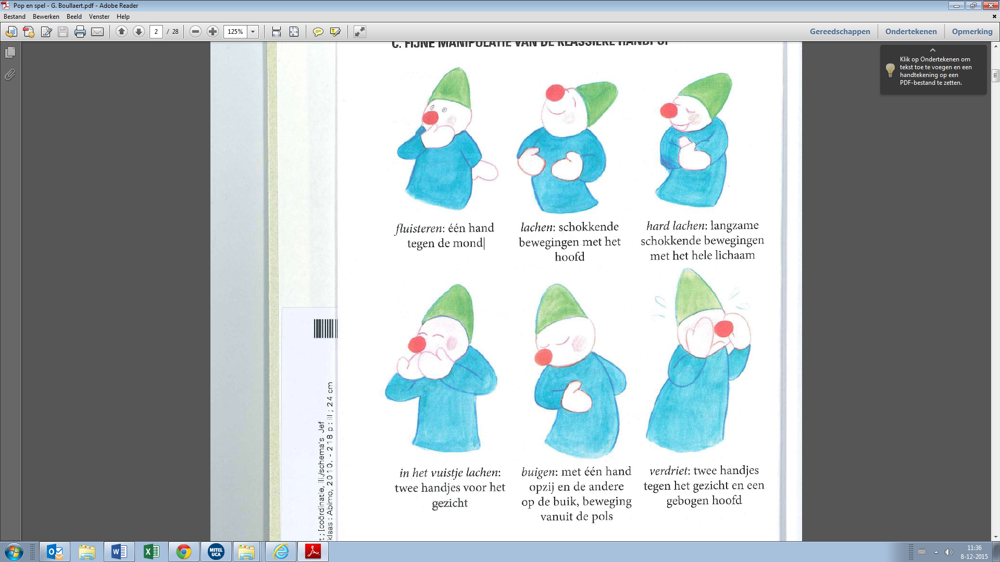 Pop en spel - G. Boullaert.pdf - Adobe Reader
Bestand Bewerken Beeld Venster Help
2 / 28 125% Gereedschappen Ondertekenen Opmerking
Klik op Ondertekenen om
tekst toe te voegen en een
handtekening op een
PDF-bestand te zetten.
C. FIJNE MANIPULATIE VAN DE KLASSIEKE HANDPOP
fluisteren: één hand
tegen de mond
lachen: schokkende
bewegingen met het
hoofd
hard lachen: langzame
schokkende bewegingen
met het hele lichaam
in het vuistje lachen:
twee handjes voor het
gezicht
buigen: met één hand
opzij en de andere
op de buik, beweging
vanuit de pols
verdriet: twee handjes
tegen het gezicht en een
gebogen hoofd
t ; [coördinatie, ill./schema's Jef
klaas : Abimo, 2010. - 218 p : ill ; 24 cm
MITEL
UCA
11:36
8-12-2015